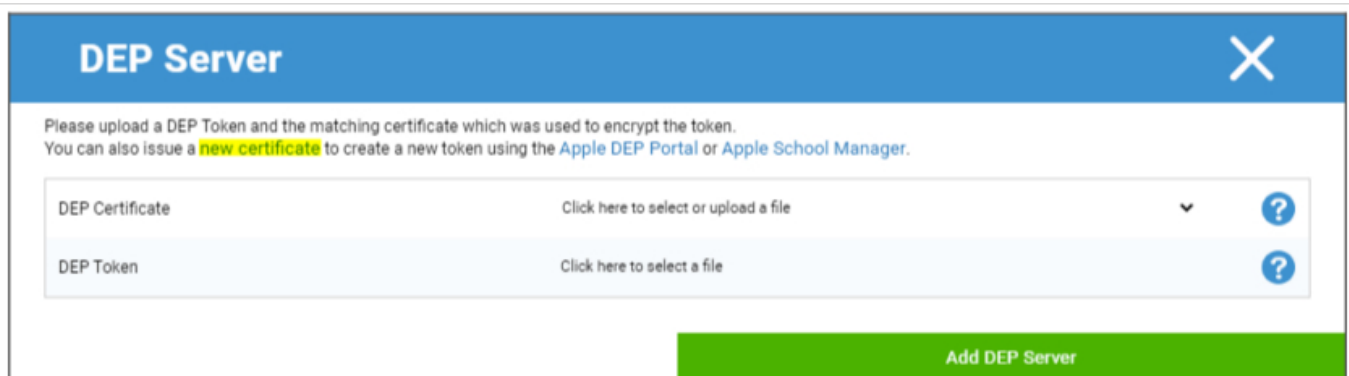 DEP Server
Please upload a DEP Token and the matching certificate which was used to encrypt the token.
You can also issue a new certificate to create a new token using the Apple DEP Portal or Apple School Manager.
DEP Certificate Click here to select or upload a file ?
DEP Token Click here to select a file ?
Add DEP Server